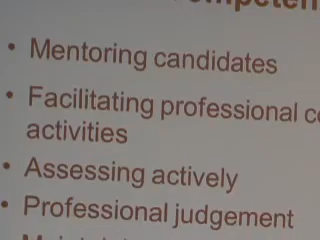 • Mentoring candidates
• Facilitating professional
activities
• Assessing actively
• Professional judgement